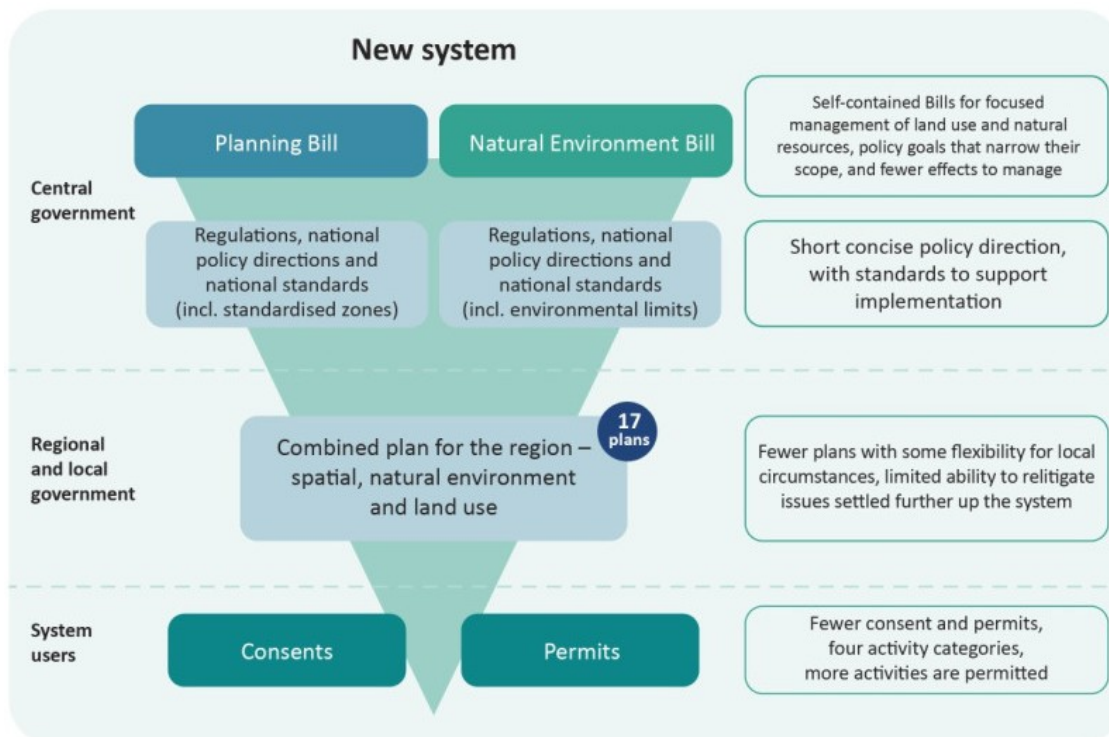 New system
Central
government
Planning Bill
Natural Environment Bill
Self-contained Bills for focused
management of land use and natural
resources, policy goals that narrow their
scope, and fewer effects to manage
Regulations, national
policy directions and
national standards
(incl. standardised zones)
Regulations, national
policy directions and
national standards
(incl. environmental limits)
Short concise policy direction,
with standards to support
implementation
Regional
and local
government
Combined plan for the region –
spatial, natural environment
and land use
17
plans
Fewer plans with some flexibility for local
circumstances, limited ability to relitigate
issues settled further up the system
System
users
Consents
Permits
Fewer consent and permits,
four activity categories,
more activities are permitted